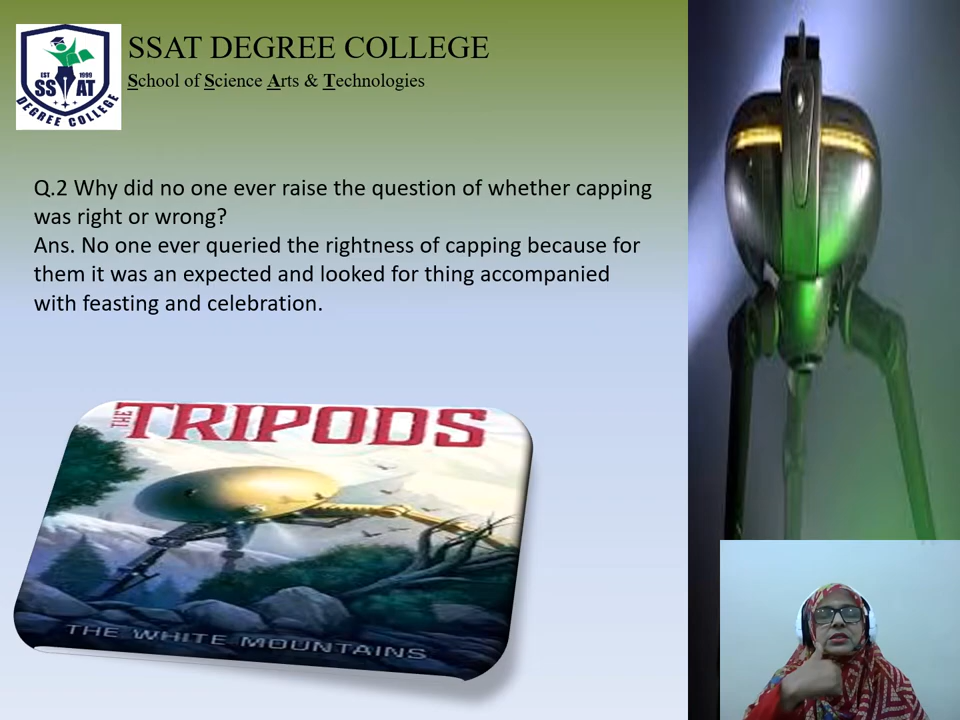 SSAT DEGREE COLLEGE
School of Science Arts & Technologies
EST 1999
SS AT
DEGREE COLLEGE
Q.2 Why did no one ever raise the question of whether capping
was right or wrong?
Ans. No one ever queried the rightness of capping because for
them it was an expected and looked for thing accompanied
with feasting and celebration.
THE TRIPODS
THE WHITE MOUNTAINS